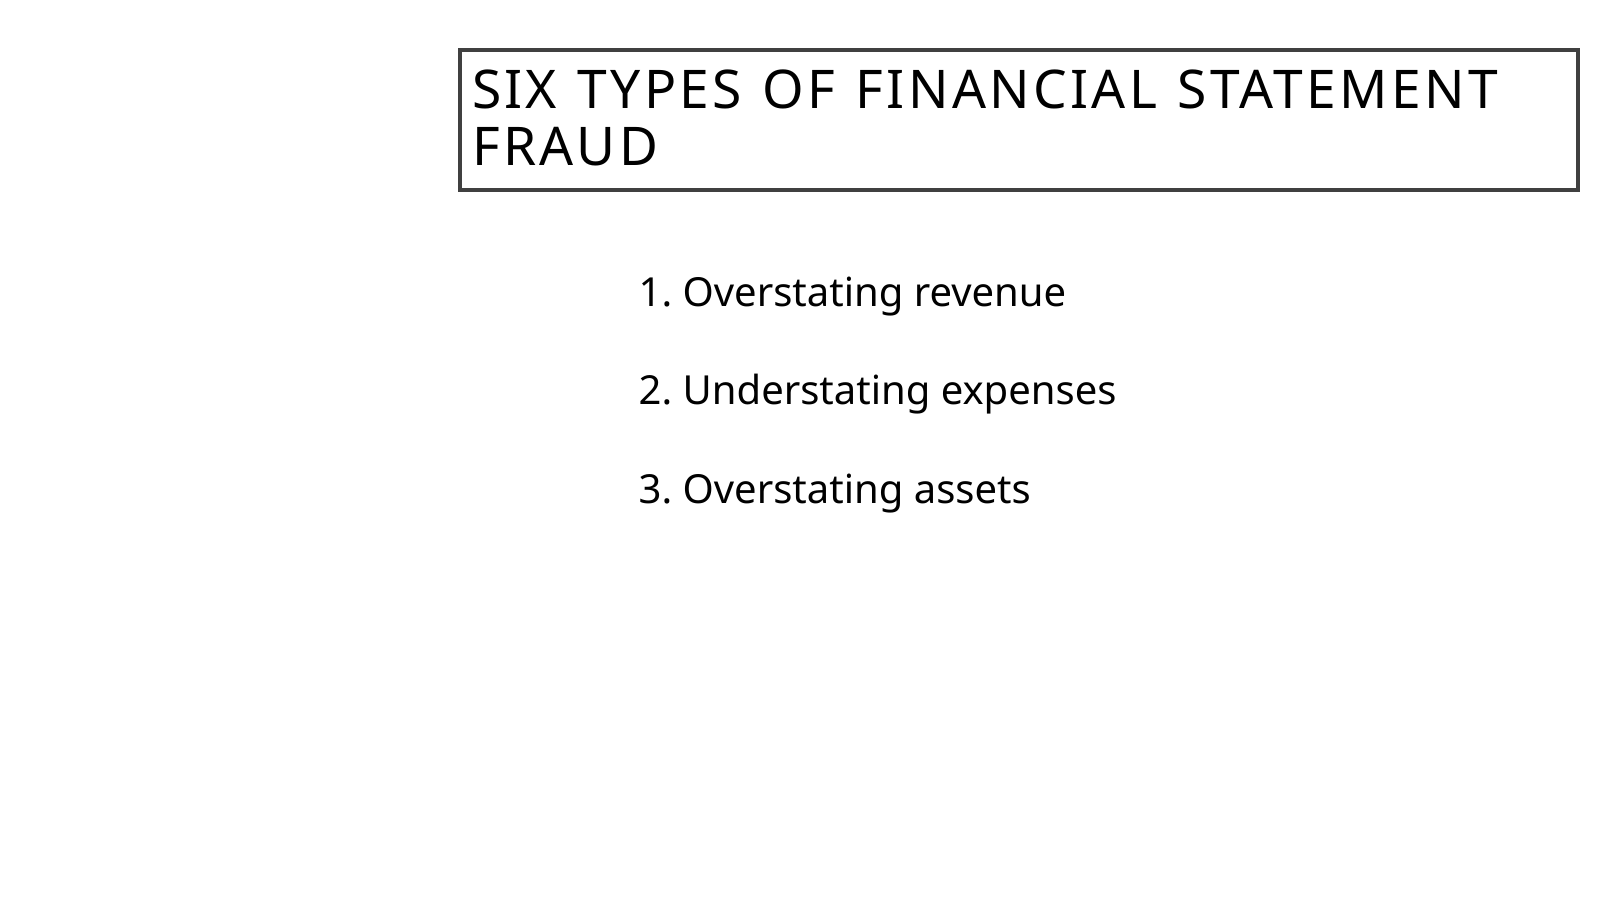 SIX TYPES OF FINANCIAL STATEMENT
FRAUD
1. Overstating revenue
2. Understating expenses
3. Overstating assets